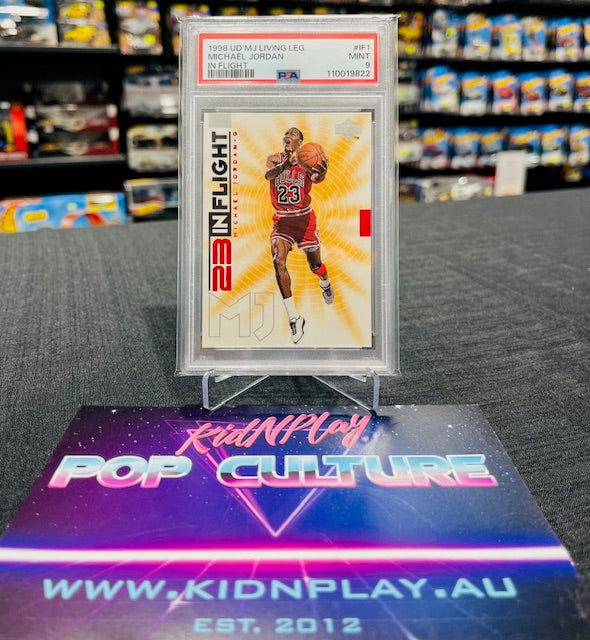 1998 UD MJ LIVING LEG. #IF1
MICHAEL JORDAN MINT
IN FLIGHT 9
PSA 110019822
23 IN FLIGHT
MICHAEL JORDAN-G
BULLS
23
MJ
KidNPlay
POP CULTURE
WWW.KIDNPLAY.AU
EST. 2012